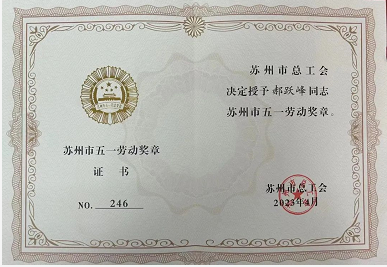 苏州市五一劳动奖章
证书
NO. 246
苏州市总工会
决定授予郝跃峰同志
苏州市五一劳动奖章。
苏州市总工会
2023年4月